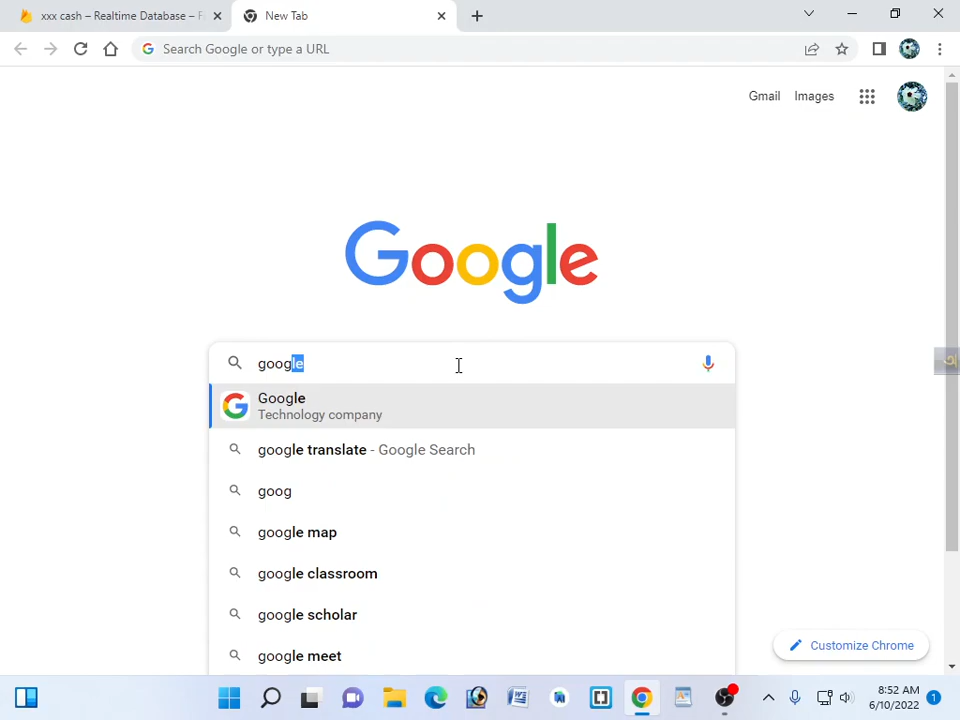 xxx cash – Realtime Database – F
New Tab
Search Google or type a URL
Gmail
Images
Google
google
Google
Technology company
google translate - Google Search
goog
google map
google classroom
google scholar
google meet
Customize Chrome
8:52 AM
6/10/2022
1